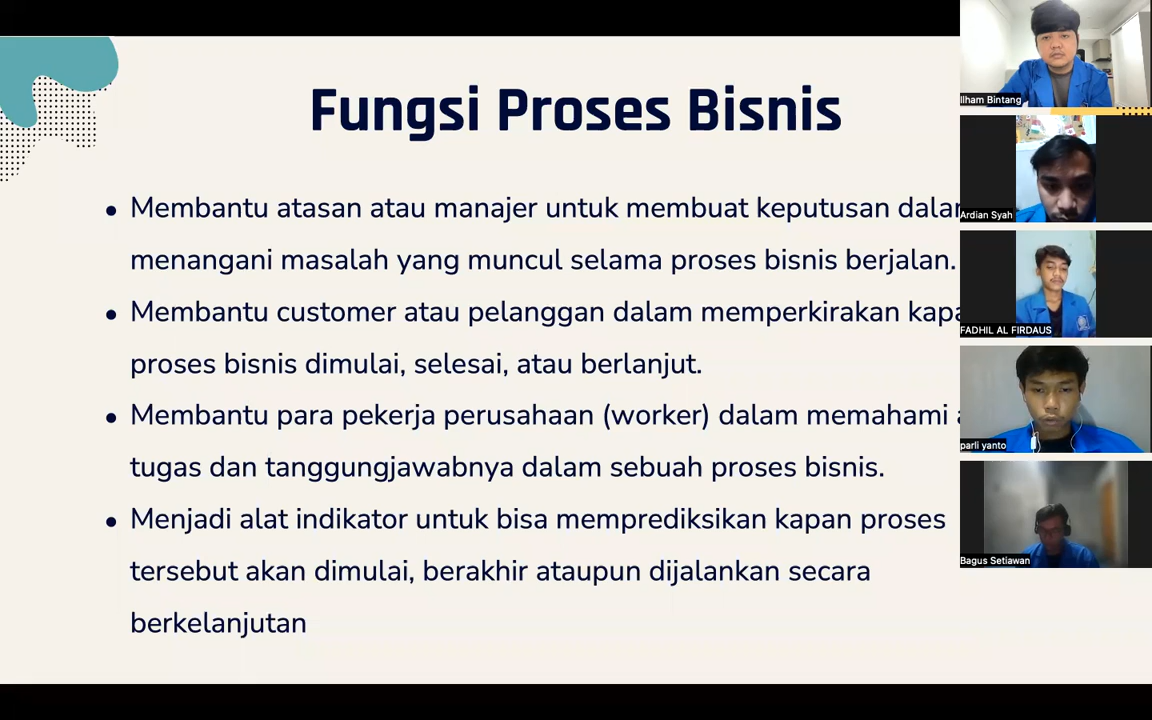 Fungsi Proses Bisnis
• Membantu atasan atau manajer untuk membuat keputusan
menangani masalah yang muncul selama proses bisnis berjalan.
• Membantu customer atau pelanggan dalam memperkirakan
proses bisnis dimulai, selesai, atau berlanjut.
• Membantu para pekerja perusahaan (worker) dalam memahami
tugas dan tanggungjawabnya dalam sebuah proses bisnis.
• Menjadi alat indikator untuk bisa memprediksikan kapan proses
tersebut akan dimulai, berakhir ataupun dijalankan secara
berkelanjutan
Ilham Bintang
Ardian Syah
FADHIL AL FIRDAUS
parli yanto
Bagus Setiawan